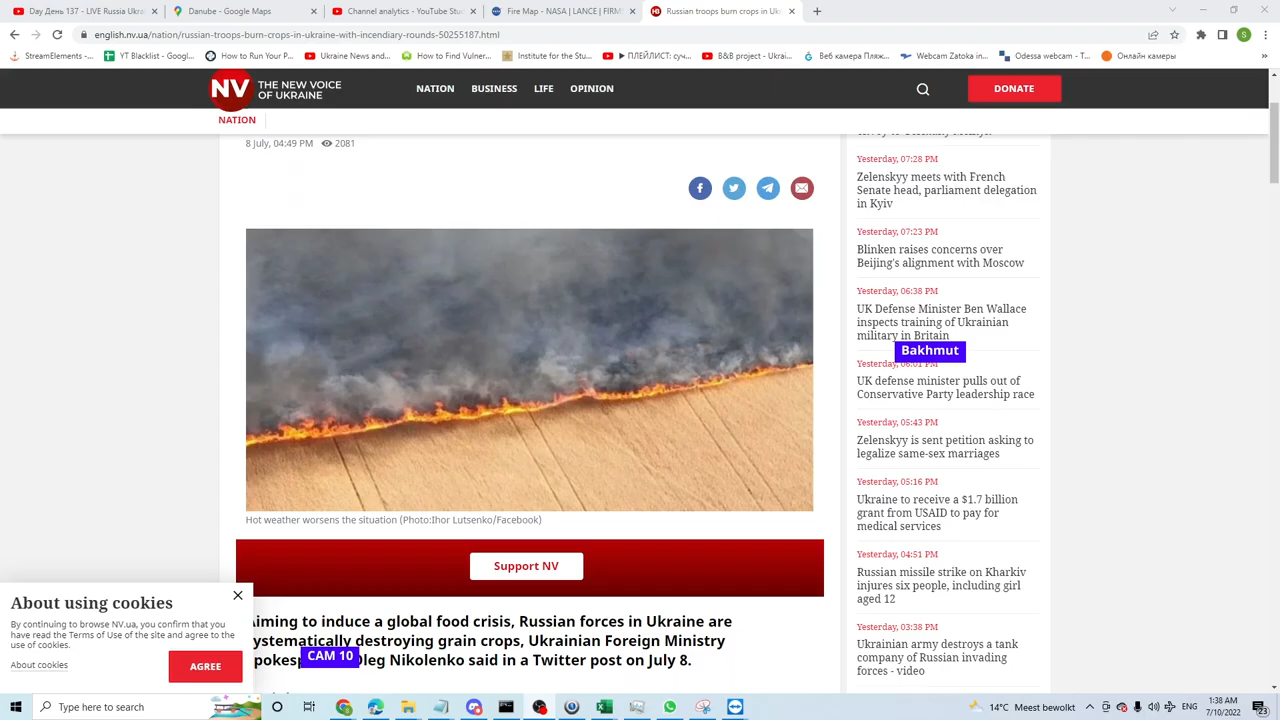 День 137 - LIVE Russia Ukrai
Danube - Google Maps
Channel analytics - YouTube Stu
Fire Map - NASA | LANCE | FIRMS
Russian troops burn crops in Uk
english.nv.ua/nation/russian-troops-burn-crops-in-ukraine-with-incendiary-rounds-50255187.html
StreamElements -
YT Blacklist - Googl...
How to Run Your P...
Ukraine News and...
How to Find Vulner...
Institute for the Stu...
▶ ПЛЕЙЛИСТ: суч...
B&B project - Ukrai...
Веб камера Пляж...
Webcam Zatoka in...
Odessa webcam - T...
Онлайн камеры
»
NV THE NEW VOICE
OF UKRAINE
NATION BUSINESS LIFE OPINION
DONATE
NATION
8 July, 04:49 PM 2081
Hot weather worsens the situation (Photo:Ihor Lutsenko/Facebook)
Support NV
Aiming to induce a global food crisis, Russian forces in Ukraine are
systematically destroying grain crops, Ukrainian Foreign Ministry
Oleg Nikolenko said in a Twitter post on July 8.
CAM 10
About using cookies
By continuing to browse NV.ua, you confirm that you
have read the Terms of Use of the site and agree to the
use of cookies.
About cookies
AGREE
Yesterday, 07:28 PM
Zelenskyy meets with French
Senate head, parliament delegation
in Kyiv
Yesterday, 07:23 PM
Blinken raises concerns over
Beijing's alignment with Moscow
Yesterday, 06:38 PM
UK Defense Minister Ben Wallace
inspects training of Ukrainian
military in Britain
Bakhmut
Yesterday, 06:01 PM
UK defense minister pulls out of
Conservative Party leadership race
Yesterday, 05:43 PM
Zelenskyy is sent petition asking to
legalize same-sex marriages
Yesterday, 05:16 PM
Ukraine to receive a $1.7 billion
grant from USAID to pay for
medical services
Yesterday, 04:51 PM
Russian missile strike on Kharkiv
injures six people, including girl
aged 12
Yesterday, 03:38 PM
Ukrainian army destroys a tank
company of Russian invading
forces - video
Type here to search
14°C Meest bewolkt
1:38 AM
7/10/2022